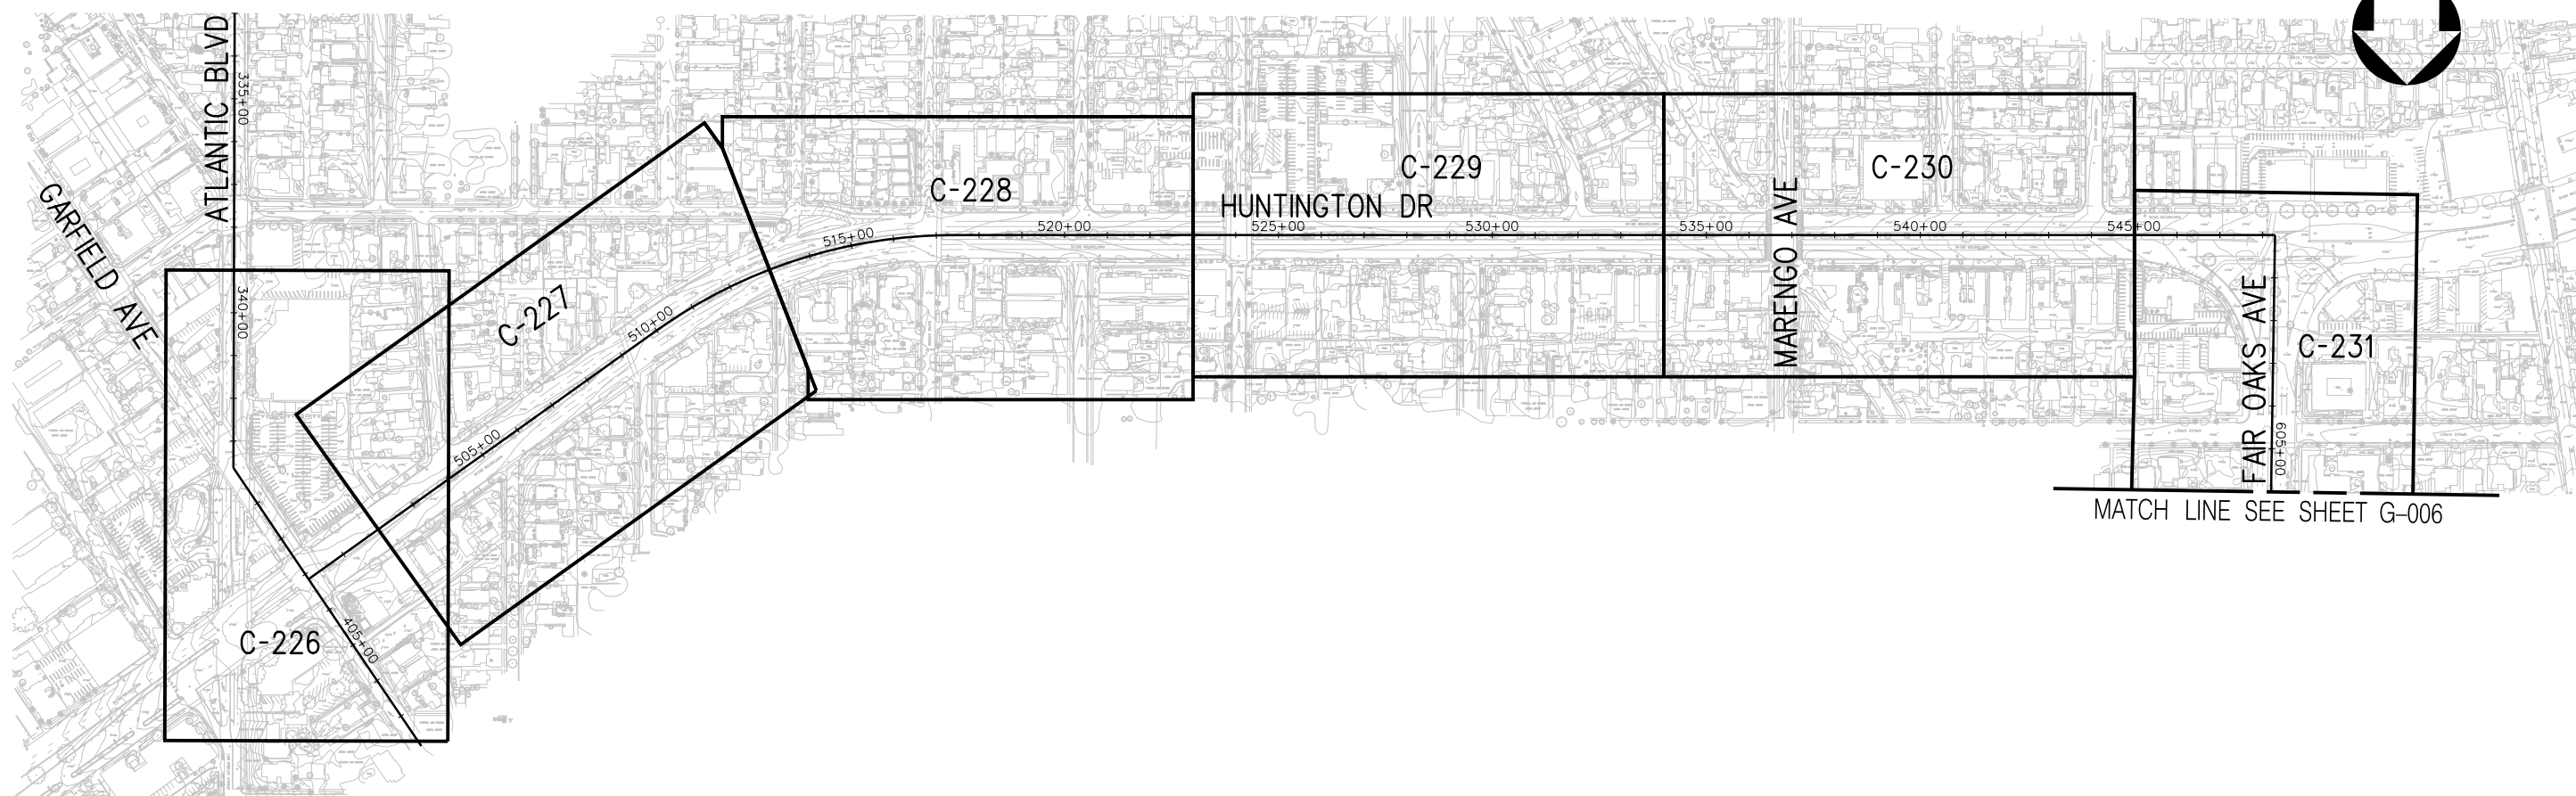 ATLANTIC BLVD
335+00
GARFIELD AVE
340+00
C-226
405+00
C-227
505+00
510+00
515+00
C-228
520+00
HUNTINGTON DR
C-229
525+00
530+00
535+00
MARENGO AVE
C-230
540+00
545+00
FAIR OAKS AVE
C-231
605+00
MATCH LINE SEE SHEET G-006